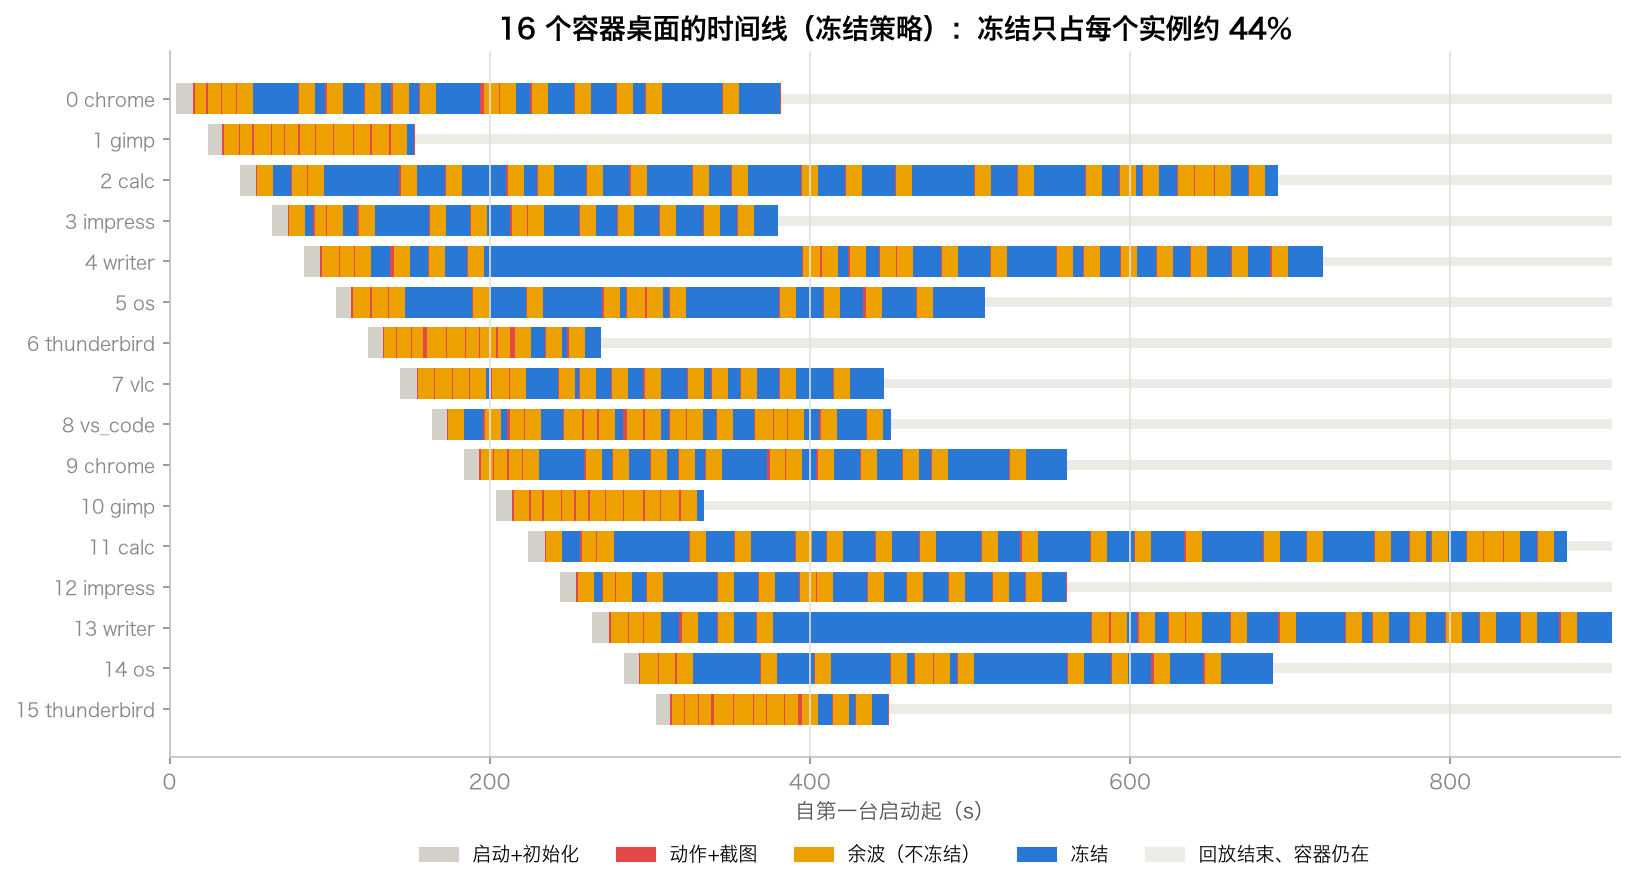 16 个容器桌面的时间线（冻结策略）：冻结只占每个实例约 44%
0 chrome
1 gimp
2 calc
3 impress
4 writer
5 os
6 thunderbird
7 vlc
8 vs_code
9 chrome
10 gimp
11 calc
12 impress
13 writer
14 os
15 thunderbird
0 200 400 600 800
自第一台启动起（s）
启动+初始化 动作+截图 余波（不冻结） 冻结 回放结束、容器仍在